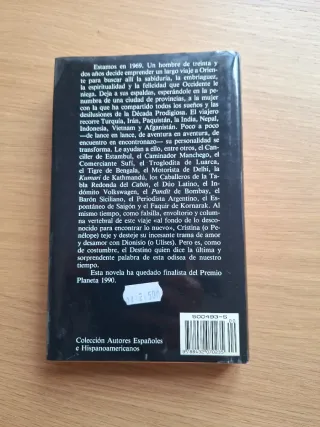 Estamos en 1969. Un hombre de treinta y
dos años decide emprender un largo viaje a Orien-
te para buscar allí la sabiduría, la embriaguez,
la espiritualidad y la felicidad que Occidente le
niega. Deja a sus espaldas, esperándole en la pe-
numbra de una ciudad de provincias, a la mujer
con la que ha compartido todos los sueños y las
desilusiones de la Década Prodigiosa. El viajero
recorre Turquía, Irán, Paquistán, la India, Nepal,
Indonesia, Vietnam y Afganistán. Poco a poco
—de lance en lance, de aventura en aventura, de
encuentro en encontronazo— su personalidad se
transforma. Le ayudan a ello, entre otros, el Can-
ciller de Estambul, el Caminador Manchego, el
Comerciante Sufí, el Troglodita de Luarca,
el Tigre de Bengala, el Motorista de Delhi, la
Kumari de Kathmandú, los Caballeros de la Ta-
bla Redonda del Cabin, el Dúo Latino, el In-
dómito Volkswagen, el Pandit de Bombay, el
Barón Siciliano, el Periodista Argentino, el Es-
pontáneo de Saigón y el Faquir de Kornarak. Al
mismo tiempo, como falsilla, envoltorio y colum-
na vertebral de este viaje «al fondo de lo descono-
cido para encontrar lo nuevo», Cristina (o Pe-
nélope) teje y desteje su incesante trama de amor
y desamor con Dionisio (o Ulises). Pero es, como
de costumbre, el Destino quien dice la última y
sorprendente palabra de esta odisea de nuestro
tiempo.
Esta novela ha quedado finalista del Premio
Planeta 1990.
Colección Autores Españoles
e Hispanoamericanos
500493-5